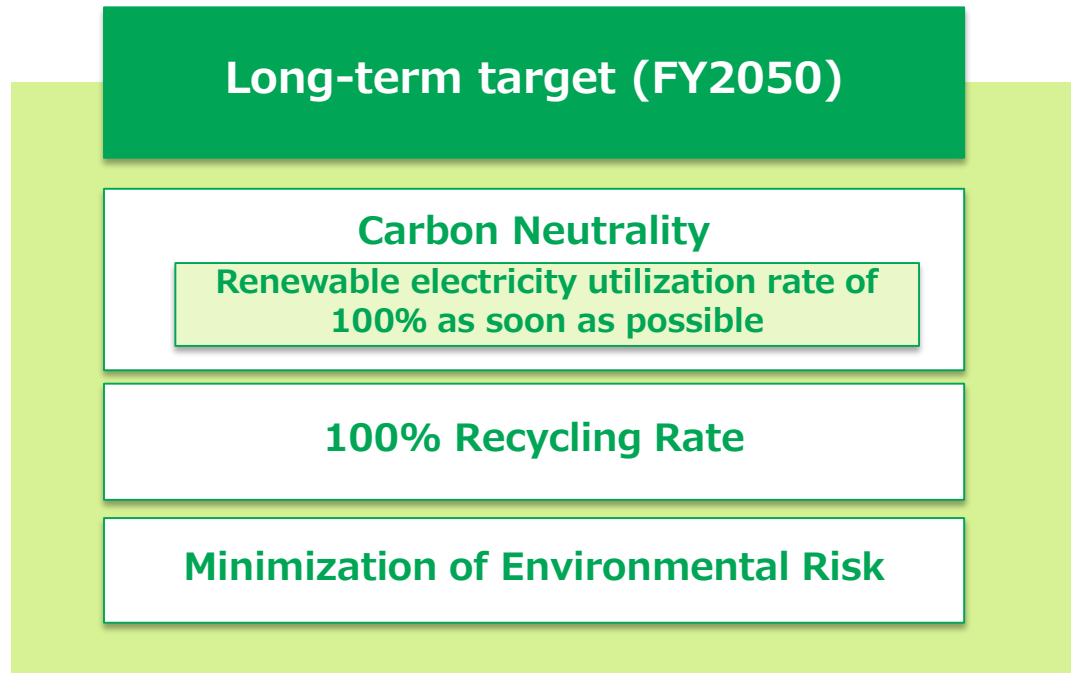 Long-term target (FY2050)
Carbon Neutrality
Renewable electricity utilization rate of
100% as soon as possible
100% Recycling Rate
Minimization of Environmental Risk